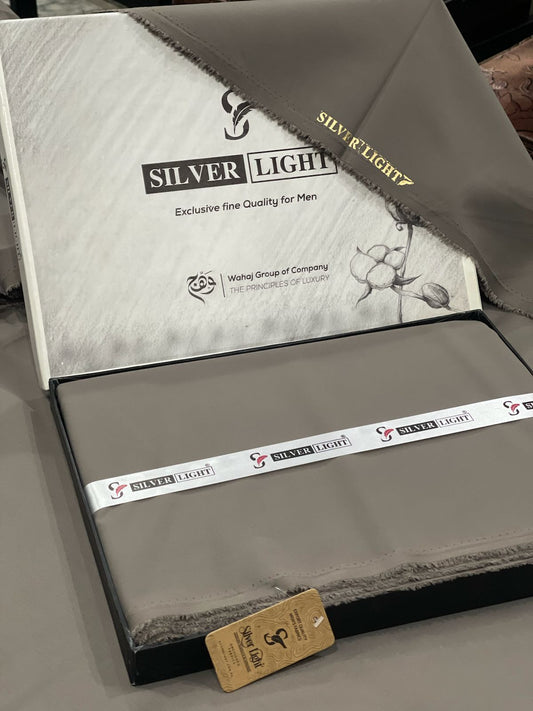 SILVER LIGHT
SILVER LIGHT
Exclusive fine Quality for Men
وهج
Wahaj Group of Company
THE PRINCIPLES OF LUXURY
SILVER LIGHT
SILVER LIGHT
SILVER LIGHT
Silver Light